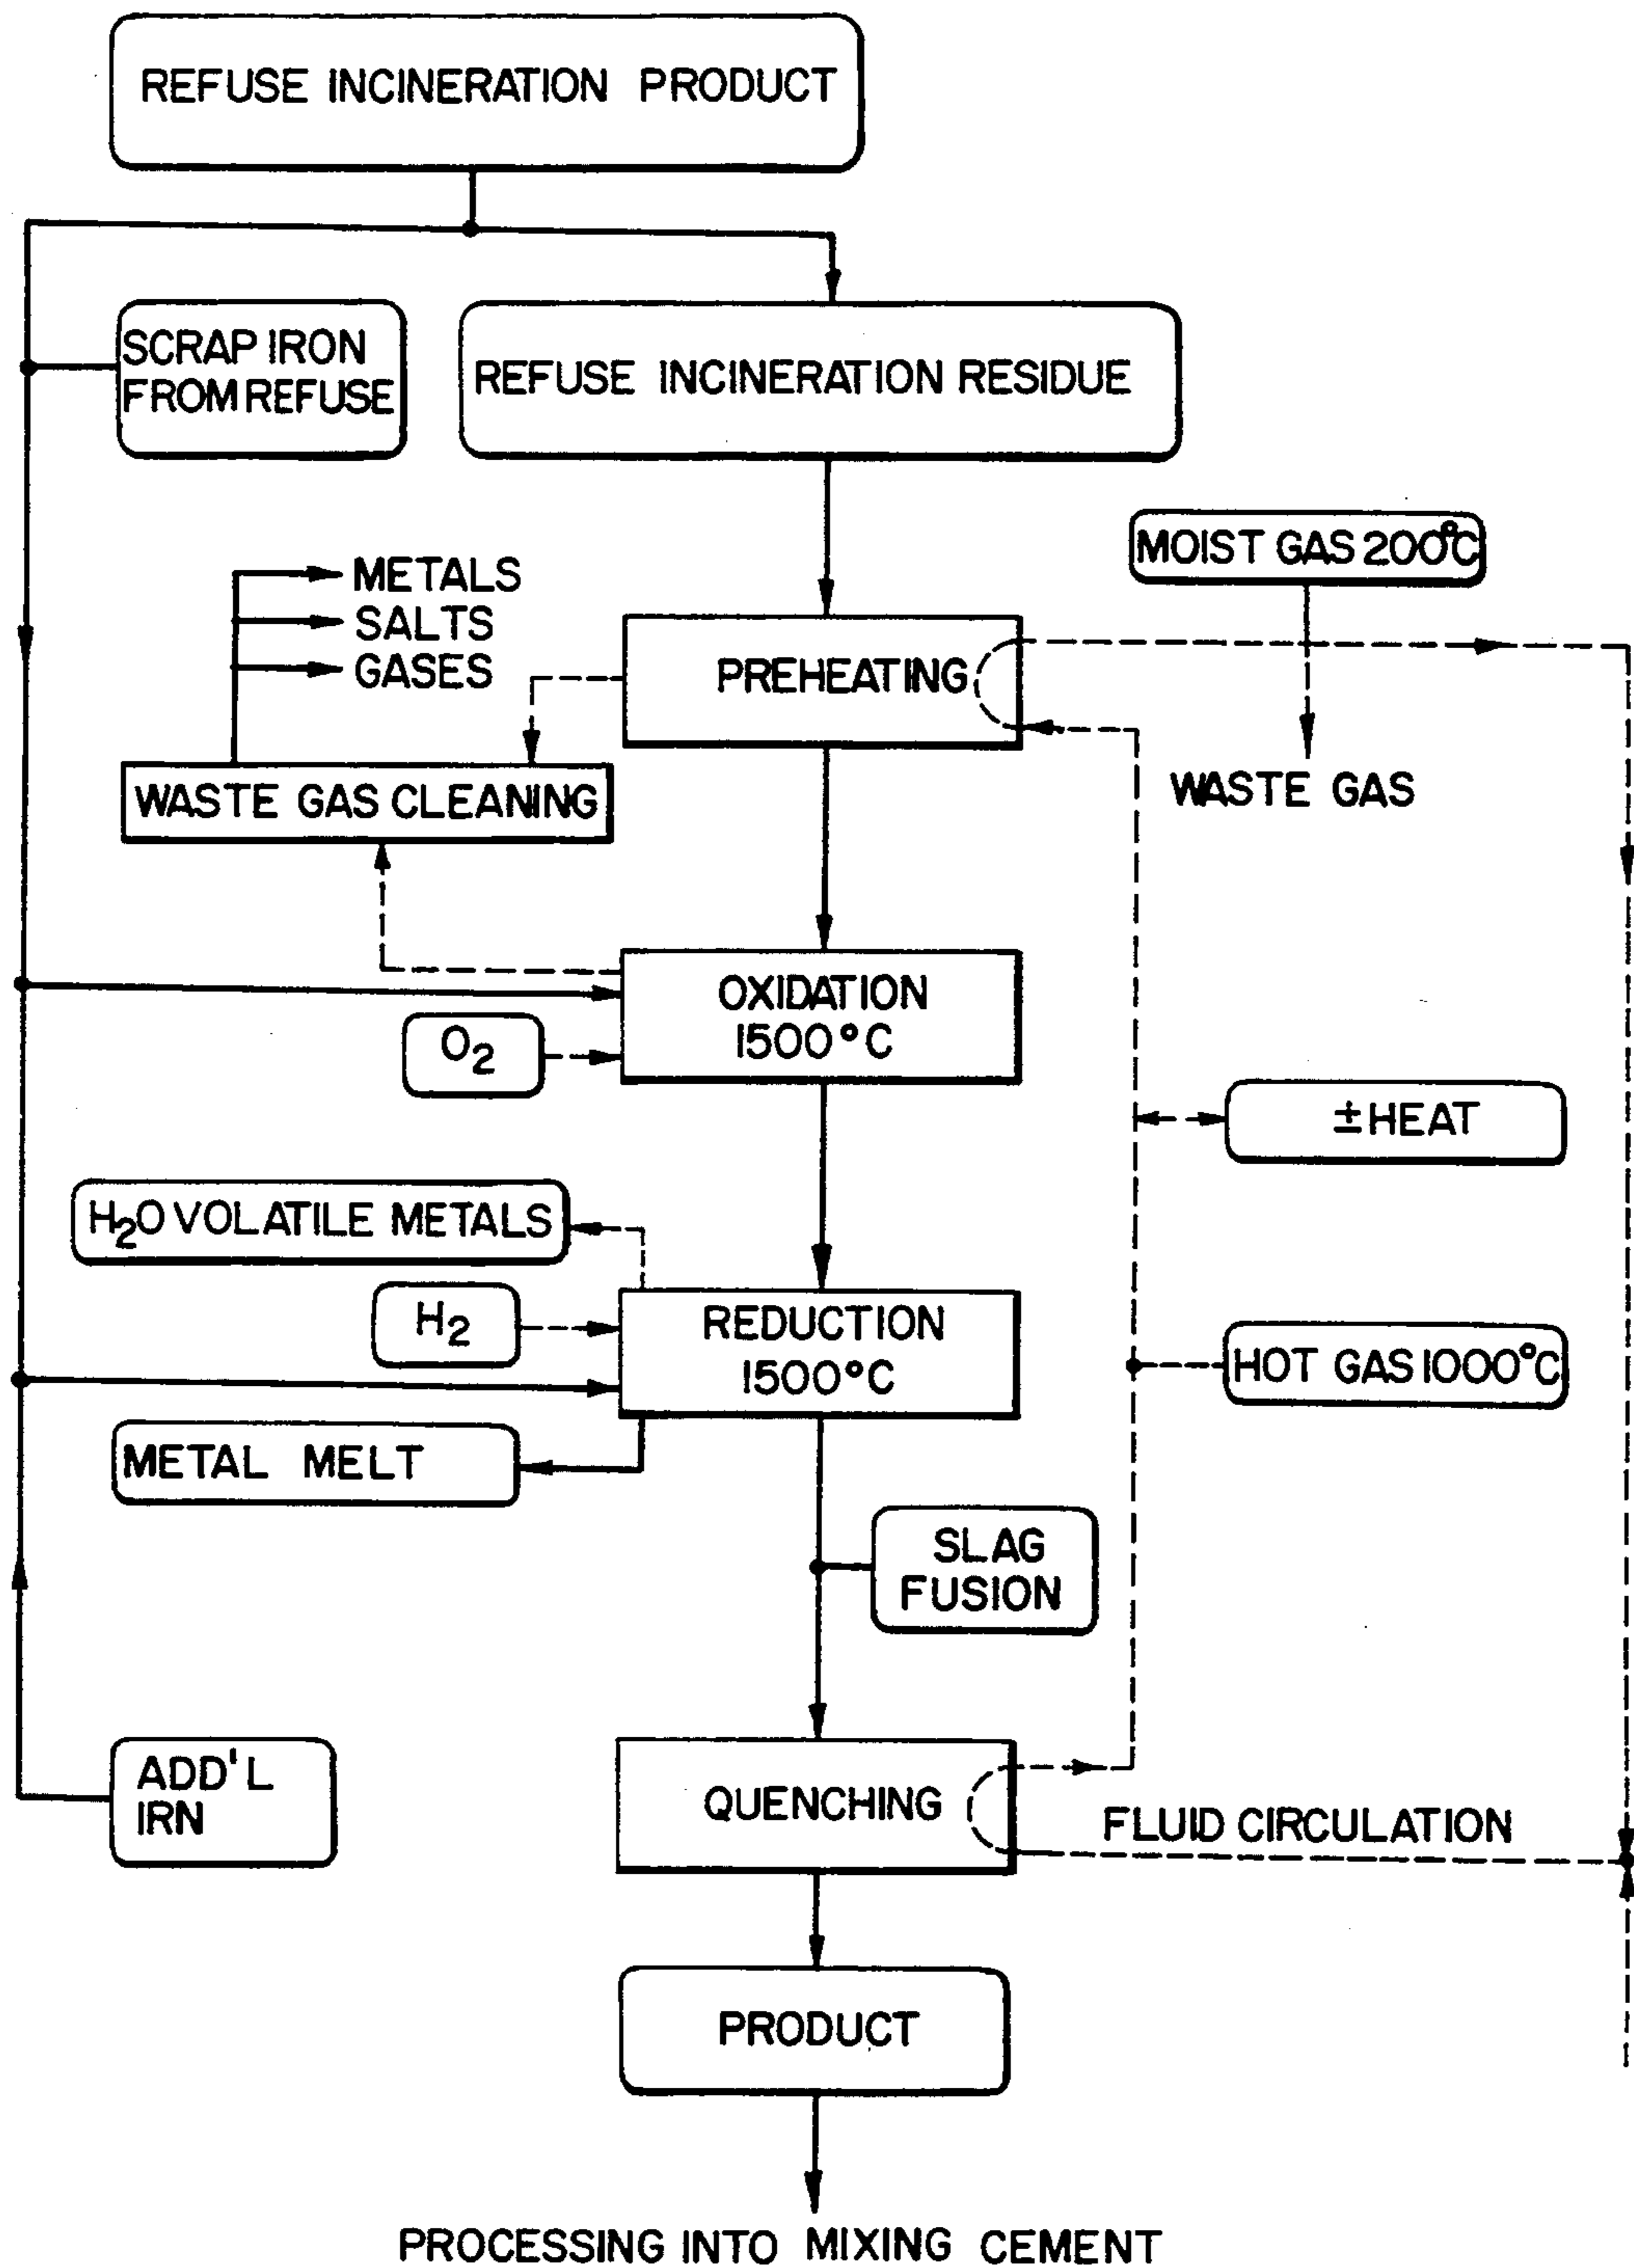 REFUSE INCINERATION PRODUCT
SCRAP IRON
FROM REFUSE
REFUSE INCINERATION RESIDUE
MOIST GAS 200°C
METALS
SALTS
GASES
PREHEATING
WASTE GAS CLEANING
WASTE GAS
OXIDATION
1500°C
O2
±HEAT
H2O VOLATILE METALS
H2
REDUCTION
1500°C
HOT GAS 1000°C
METAL MELT
SLAG
FUSION
ADD'L
IRN
QUENCHING
FLUID CIRCULATION
PRODUCT
PROCESSING INTO MIXING CEMENT